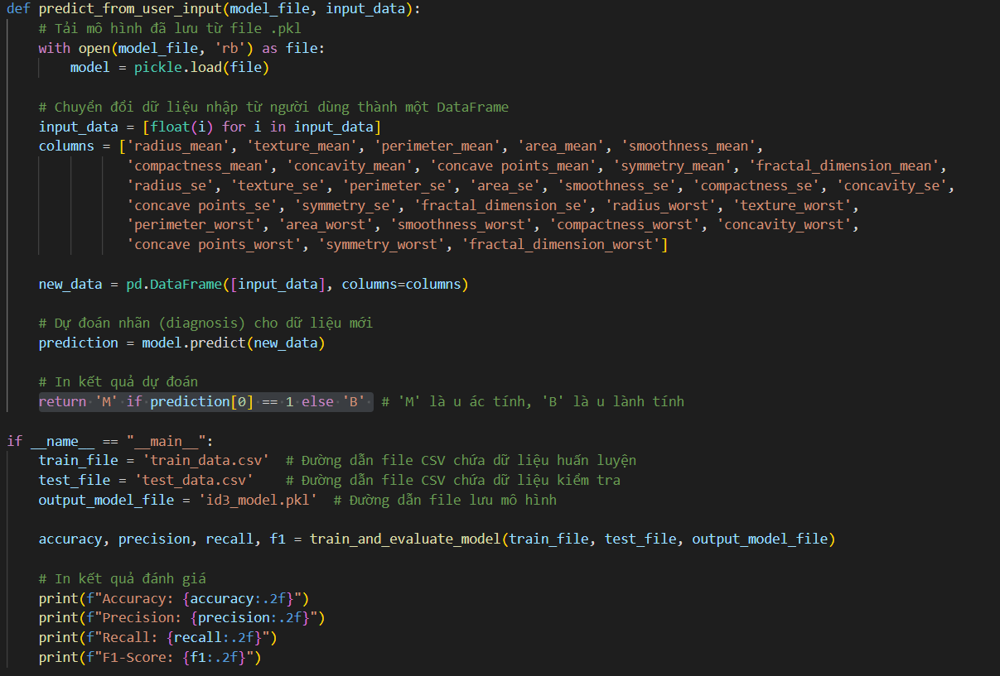 def predict_from_user_input(model_file, input_data):
    # Tải mô hình đã lưu từ file .pkl
    with open(model_file, 'rb') as file:
        model = pickle.load(file)

    # Chuyển đổi dữ liệu nhập từ người dùng thành một DataFrame
    input_data = [float(i) for i in input_data]
    columns = ['radius_mean', 'texture_mean', 'perimeter_mean', 'area_mean', 'smoothness_mean',
               'compactness_mean', 'concavity_mean', 'concave points_mean', 'symmetry_mean', 'fractal_dimension_mean',
               'radius_se', 'texture_se', 'perimeter_se', 'area_se', 'smoothness_se', 'compactness_se', 'concavity_se',
               'concave points_se', 'symmetry_se', 'fractal_dimension_se', 'radius_worst', 'texture_worst',
               'perimeter_worst', 'area_worst', 'smoothness_worst', 'compactness_worst', 'concavity_worst',
               'concave points_worst', 'symmetry_worst', 'fractal_dimension_worst']

    new_data = pd.DataFrame([input_data], columns=columns)

    # Dự đoán nhãn (diagnosis) cho dữ liệu mới
    prediction = model.predict(new_data)

    # In kết quả dự đoán
    return 'M' if prediction[0] == 1 else 'B'  # 'M' là u ác tính, 'B' là u lành tính

if __name__ == "__main__":
    train_file = 'train_data.csv'  # Đường dẫn file CSV chứa dữ liệu huấn luyện
    test_file = 'test_data.csv'    # Đường dẫn file CSV chứa dữ liệu kiểm tra
    output_model_file = 'id3_model.pkl'  # Đường dẫn file lưu mô hình

    accuracy, precision, recall, f1 = train_and_evaluate_model(train_file, test_file, output_model_file)

    # In kết quả đánh giá
    print(f"Accuracy: {accuracy:.2f}")
    print(f"Precision: {precision:.2f}")
    print(f"Recall: {recall:.2f}")
    print(f"F1-Score: {f1:.2f}")